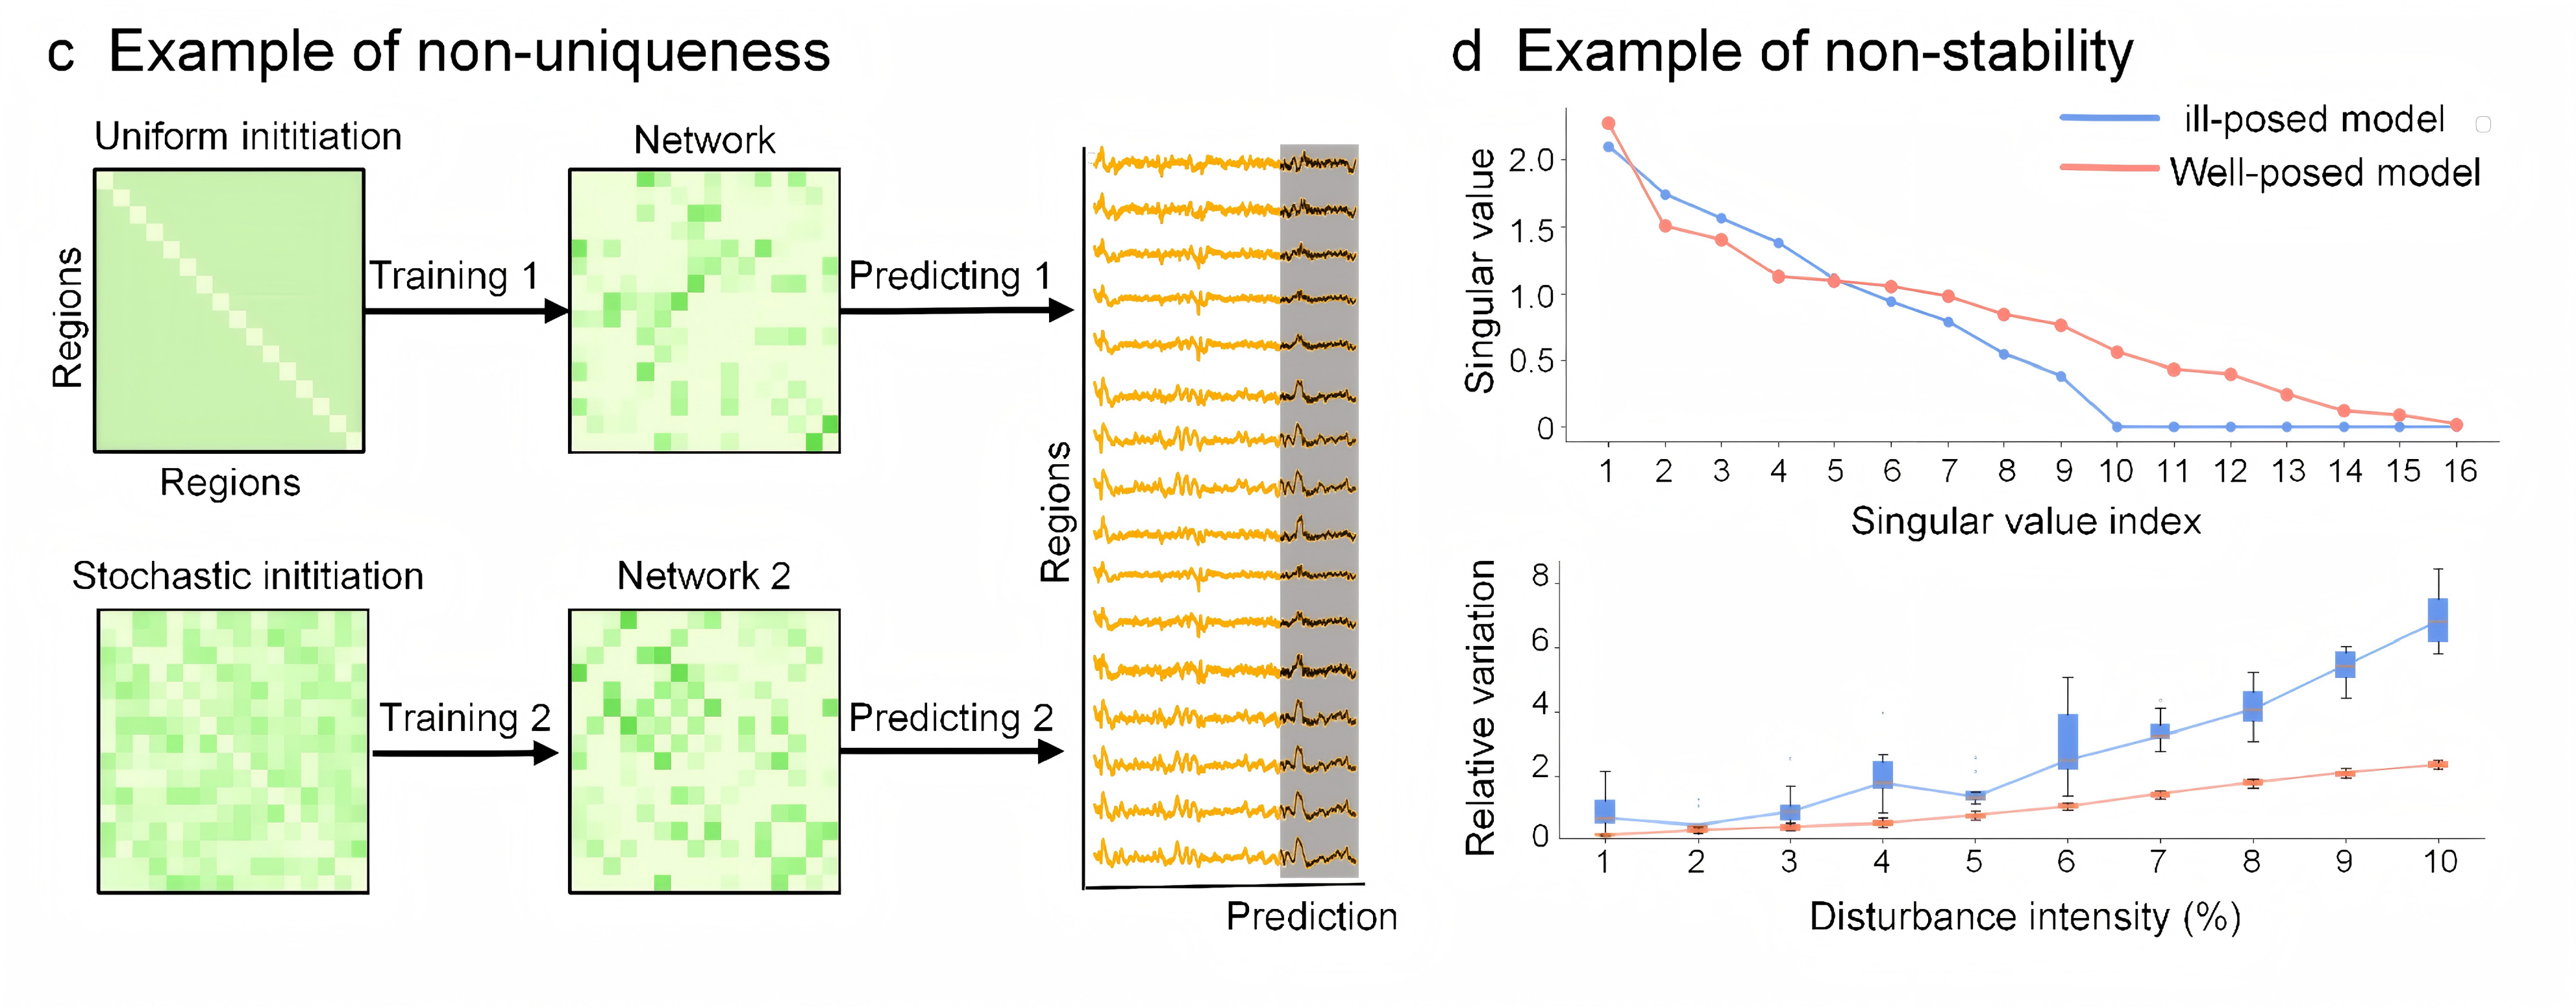 c Example of non-uniqueness
Uniform inititiation
Network
Regions
Training 1
Predicting 1
Regions
Stochastic inititiation
Network 2
Training 2
Predicting 2
Regions
Prediction
d Example of non-stability
ill-posed model
Well-posed model
Singular value
2.0
1.5
1.0
0.5
0
1 2 3 4 5 6 7 8 9 10 11 12 13 14 15 16
Singular value index
Relative variation
8
6
4
2
0
1 2 3 4 5 6 7 8 9 10
Disturbance intensity (%)